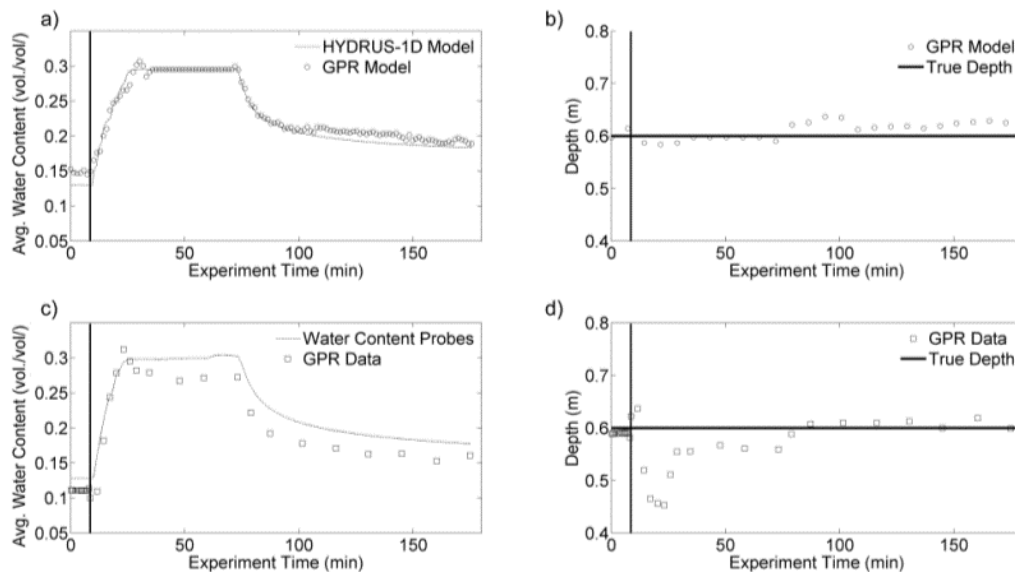 a)
HYDRUS-1D Model
GPR Model
0.3
0.25
0.2
0.15
0.1
0.05
Avg. Water Content (vol./vol/)
0 50 100 150
Experiment Time (min)
b)
GPR Model
True Depth
0.8
0.7
0.6
0.5
0.4
Depth (m)
0 50 100 150
Experiment Time (min)
c)
Water Content Probes
GPR Data
0.3
0.25
0.2
0.15
0.1
0.05
Avg. Water Content (vol./vol/)
0 50 100 150
Experiment Time (min)
d)
GPR Data
True Depth
0.8
0.7
0.6
0.5
0.4
Depth (m)
0 50 100 150
Experiment Time (min)